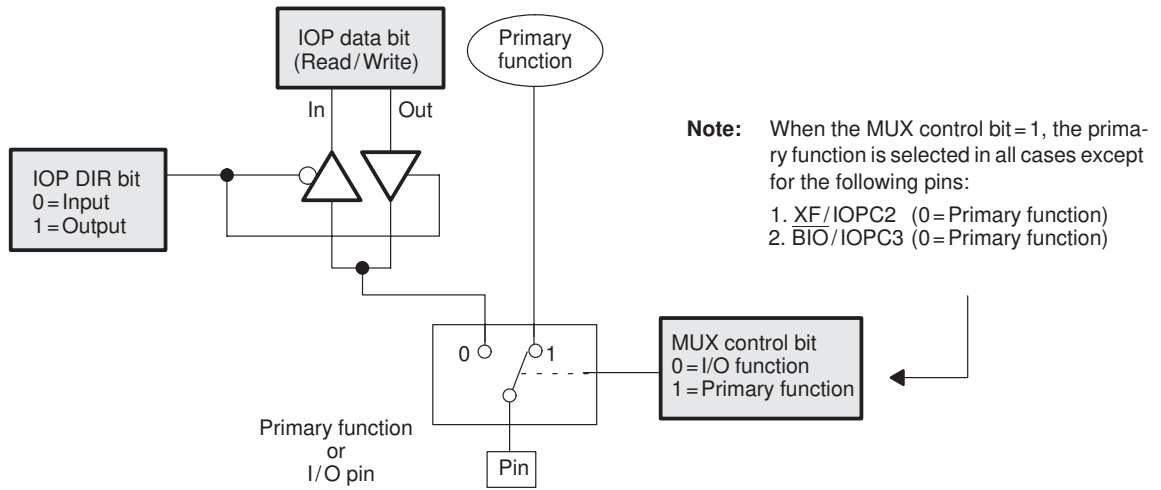 IOP data bit
(Read/Write)
Primary
function
In
Out
Note: When the MUX control bit=1, the prima-
ry function is selected in all cases except
for the following pins:
1. XF/IOPC2 (0=Primary function)
2. BIO/IOPC3 (0=Primary function)
IOP DIR bit
0=Input
1=Output
0
1
MUX control bit
0=I/O function
1=Primary function
Primary function
or
I/O pin
Pin